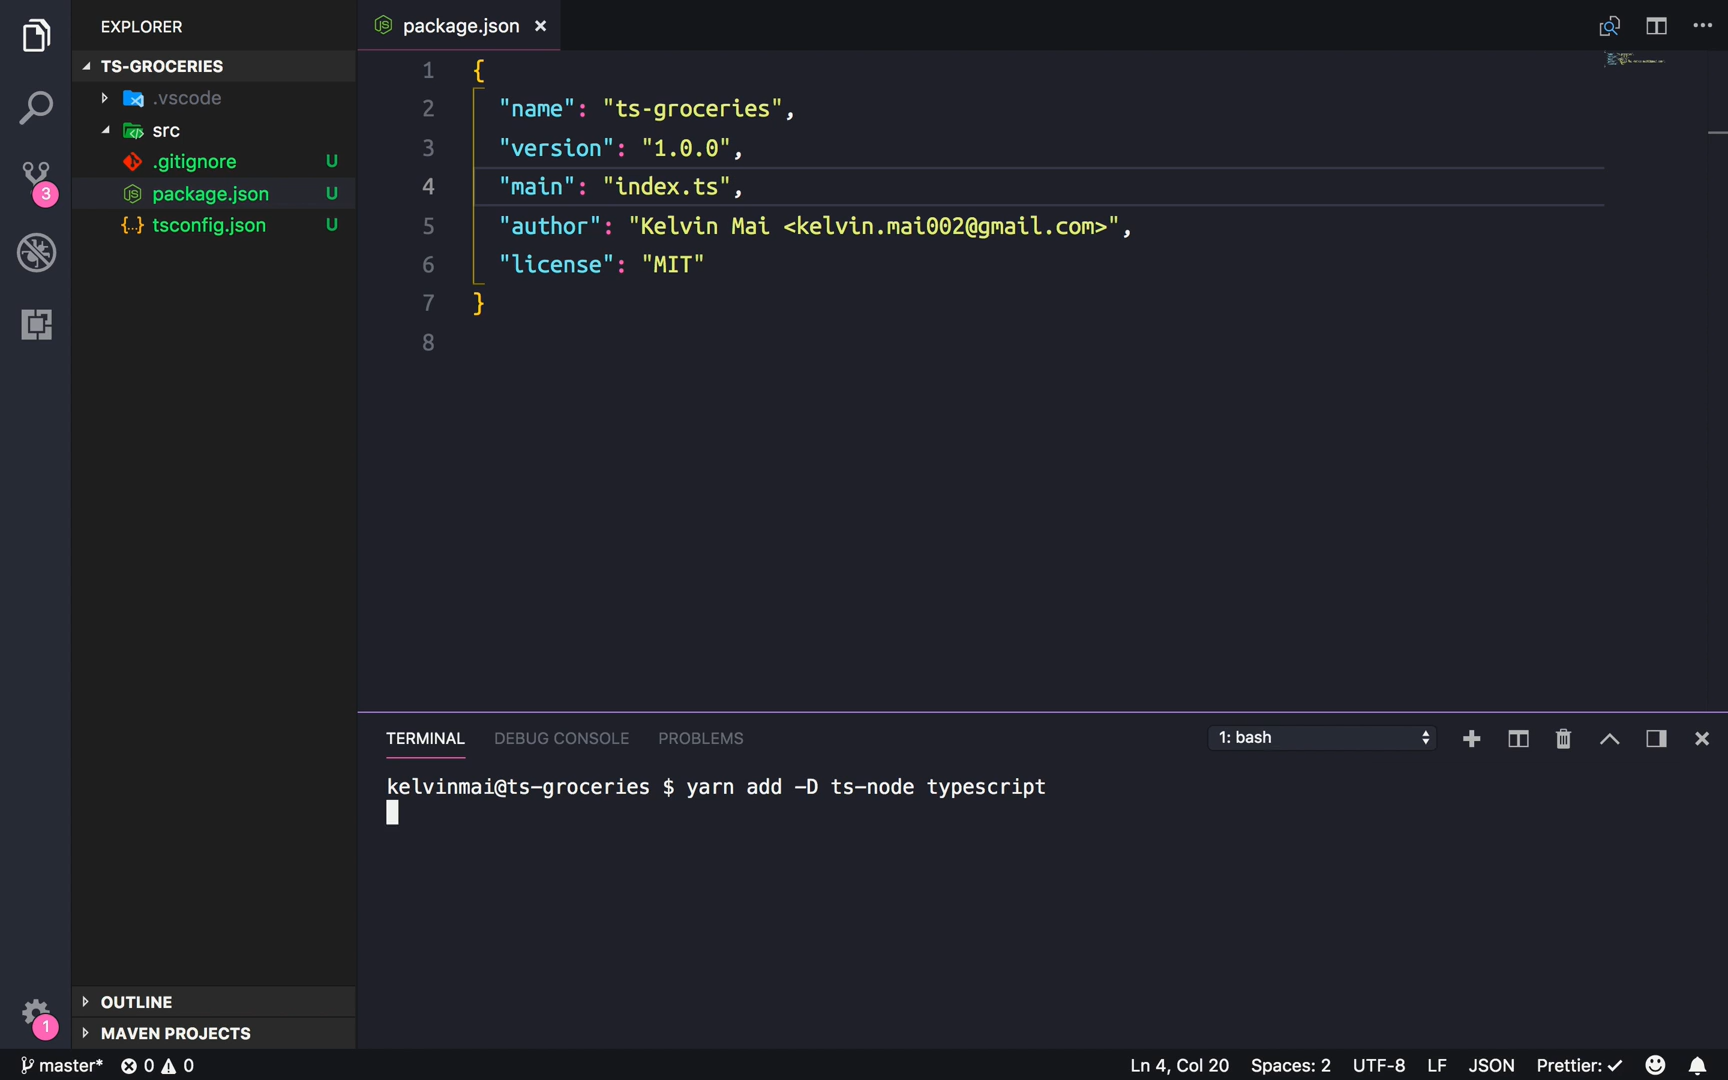 EXPLORER
package.json
TS-GROCERIES
.vscode
src
.gitignore U
package.json U
tsconfig.json U
3
1 {
2 "name": "ts-groceries",
3 "version": "1.0.0",
4 "main": "index.ts",
5 "author": "Kelvin Mai <kelvin.mai002@gmail.com>",
6 "license": "MIT"
7 }
8
TERMINAL DEBUG CONSOLE PROBLEMS 1: bash
kelvinmai@ts-groceries $ yarn add -D ts-node typescript
OUTLINE
MAVEN PROJECTS
1
master* 0 0 Ln 4, Col 20 Spaces: 2 UTF-8 LF JSON Prettier: ✓